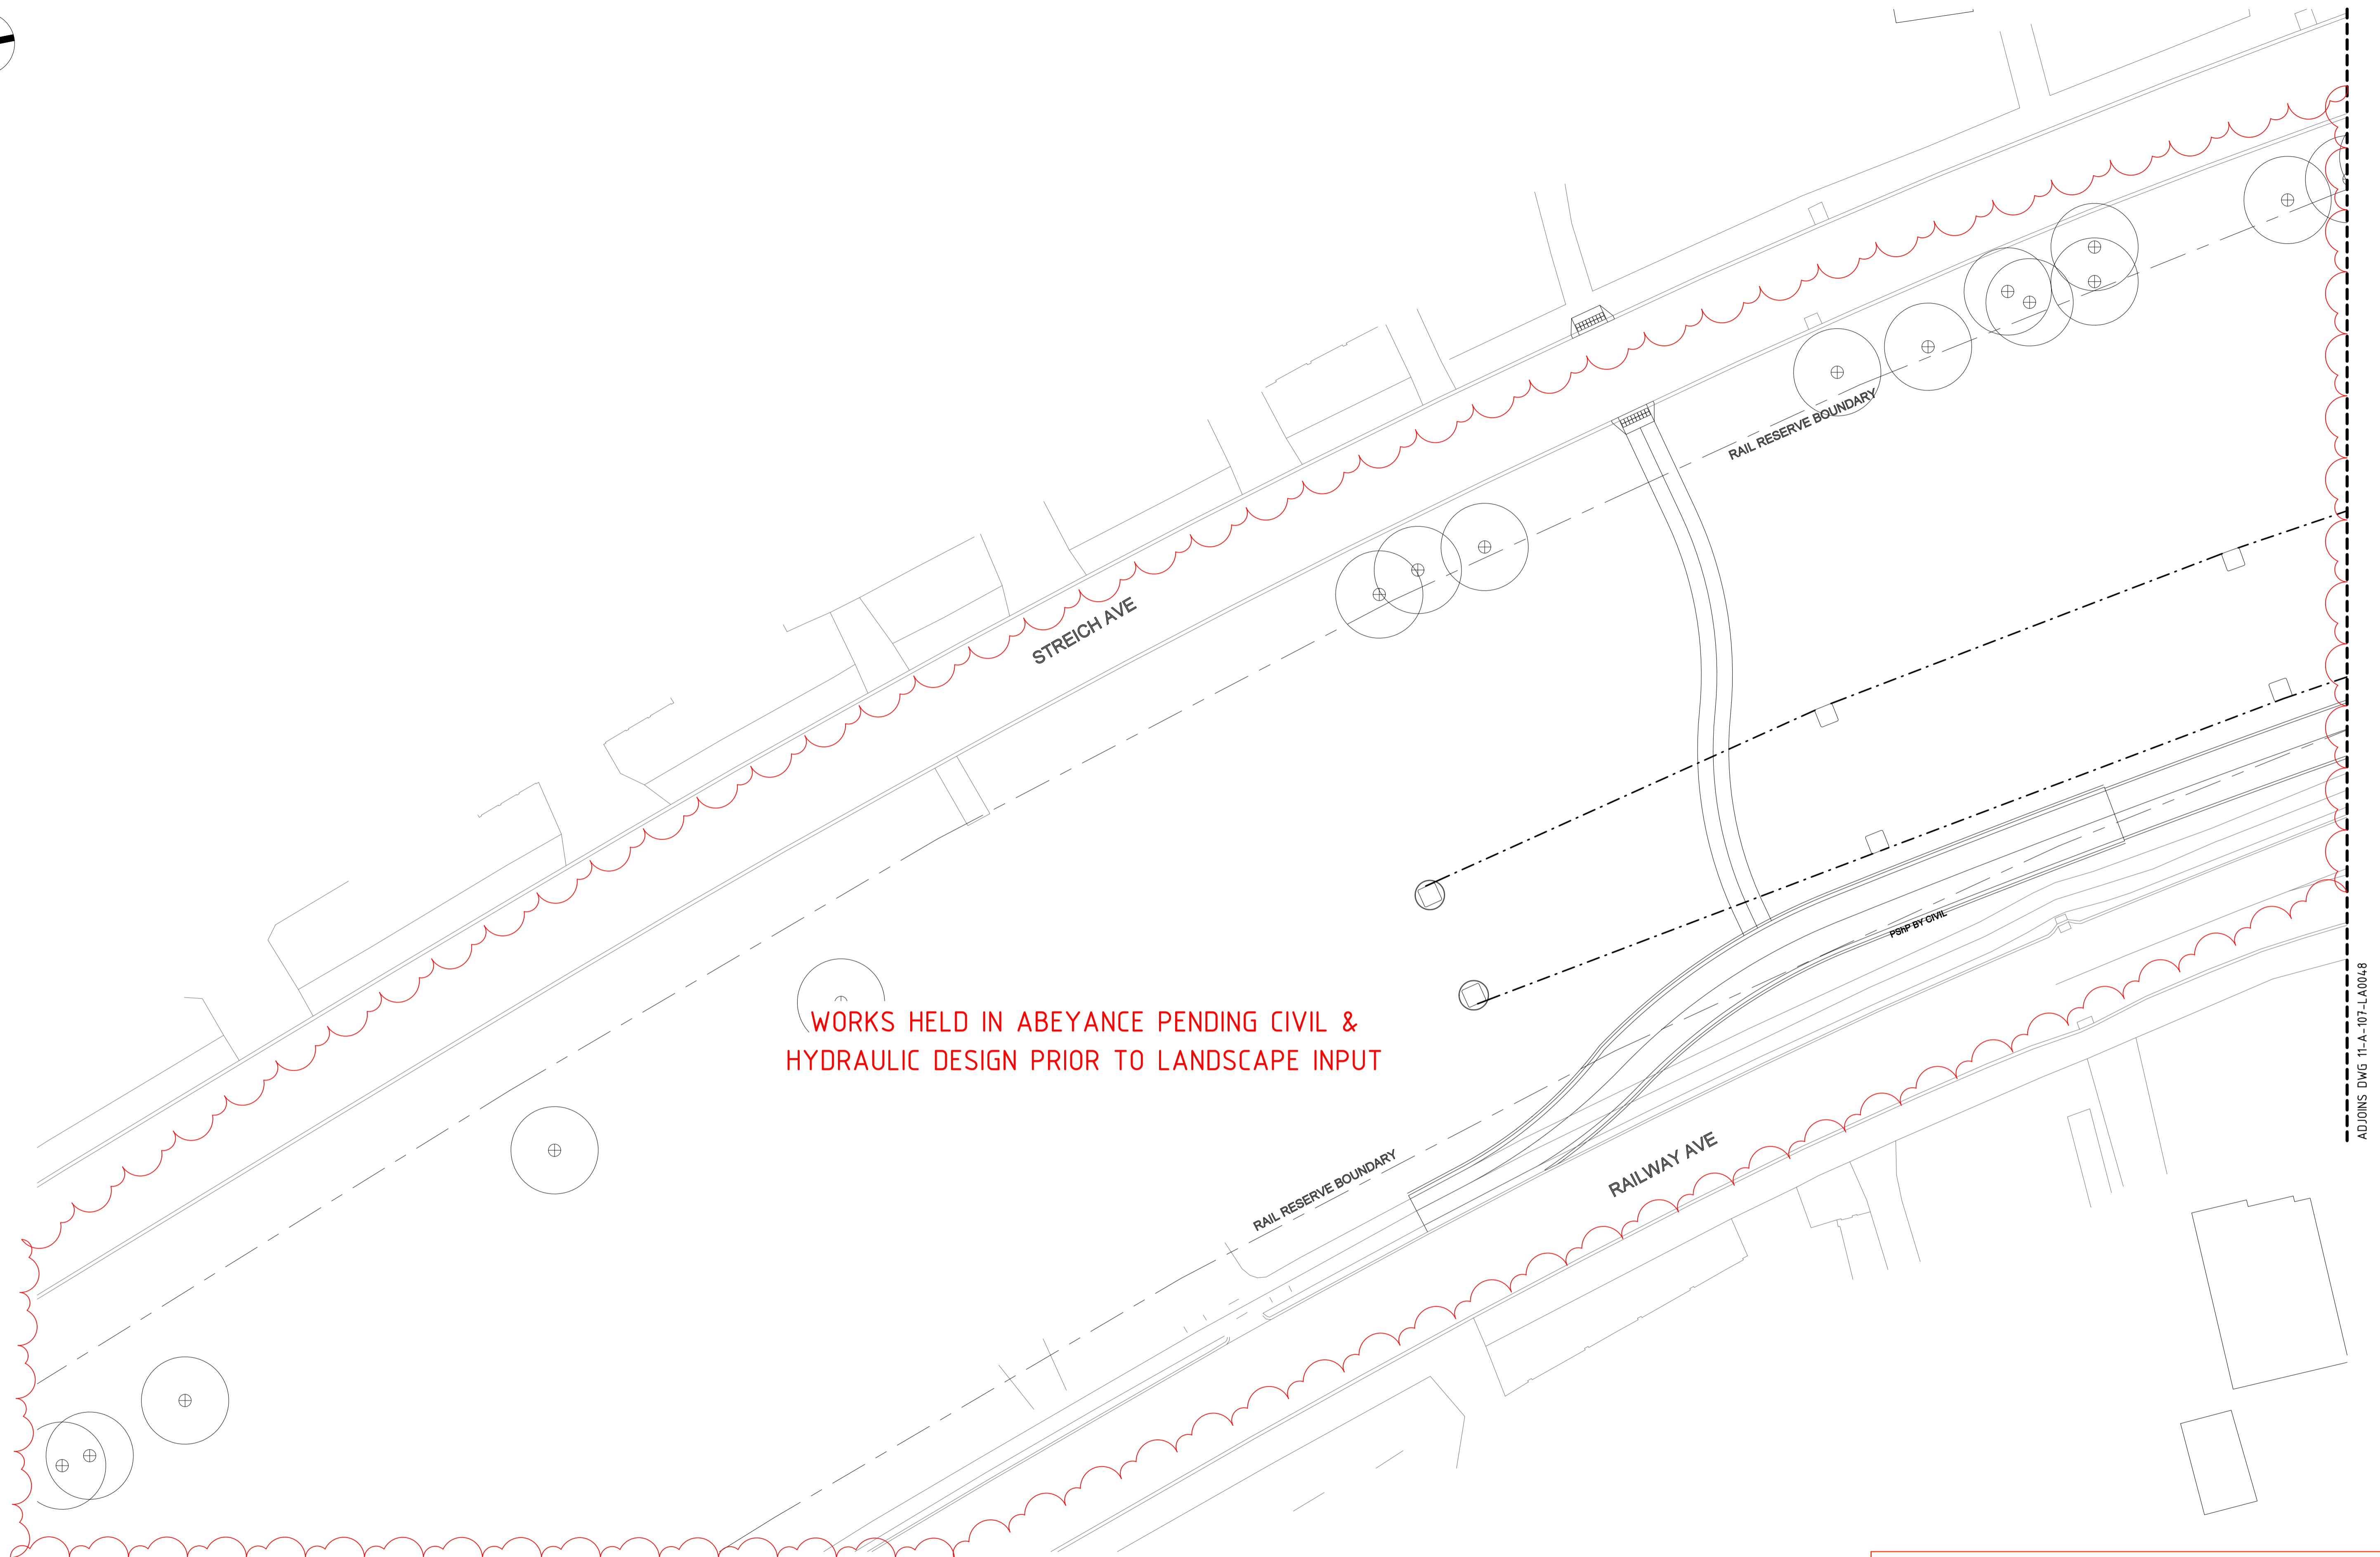 RAIL RESERVE BOUNDARY
STREICH AVE
PShP BY CIVIL
WORKS HELD IN ABEYANCE PENDING CIVIL &
HYDRAULIC DESIGN PRIOR TO LANDSCAPE INPUT
ADJOINS DWG 11-A-107-LA0048
RAILWAY AVE
RAIL RESERVE BOUNDARY